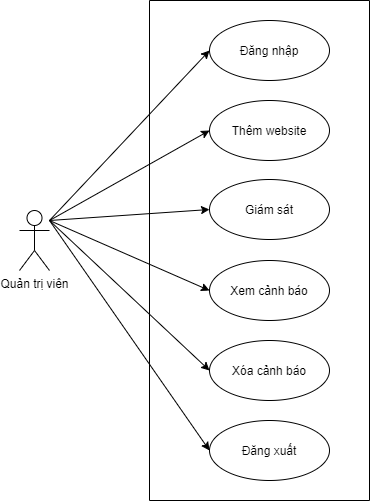 Đăng nhập
Thêm website
Giám sát
Quản trị viên
Xem cảnh báo
Xóa cảnh báo
Đăng xuất